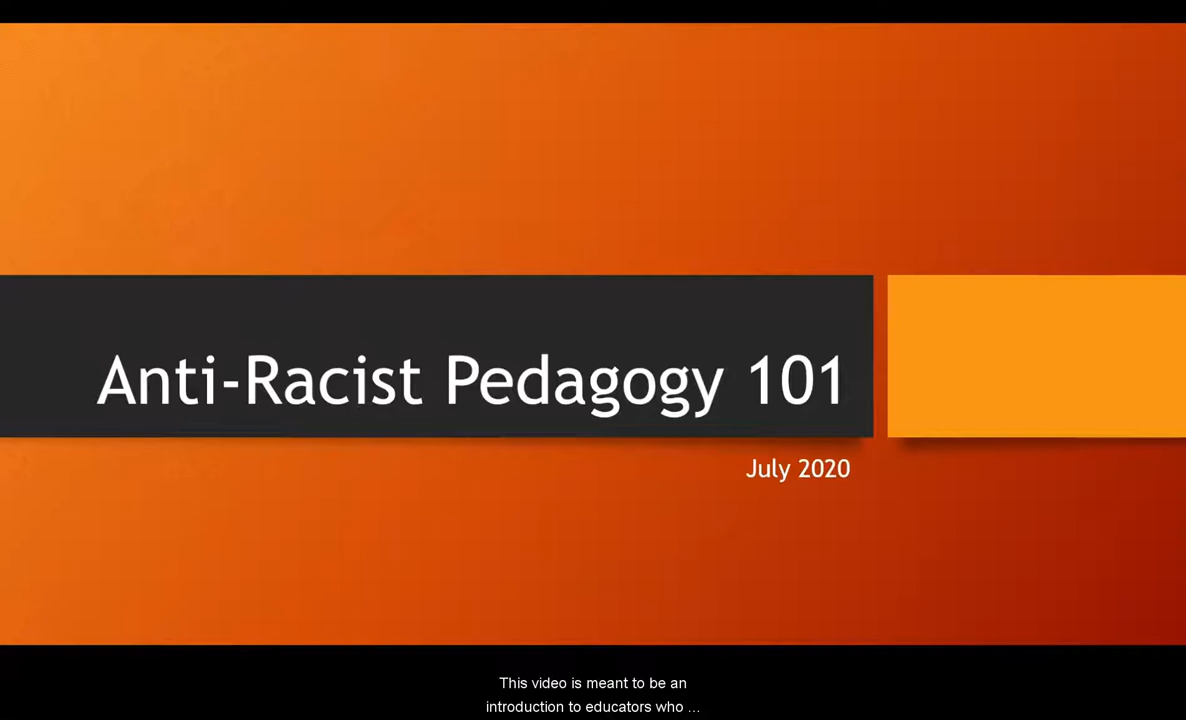 Anti-Racist Pedagogy 101
July 2020
This video is meant to be an
introduction to educators who ...